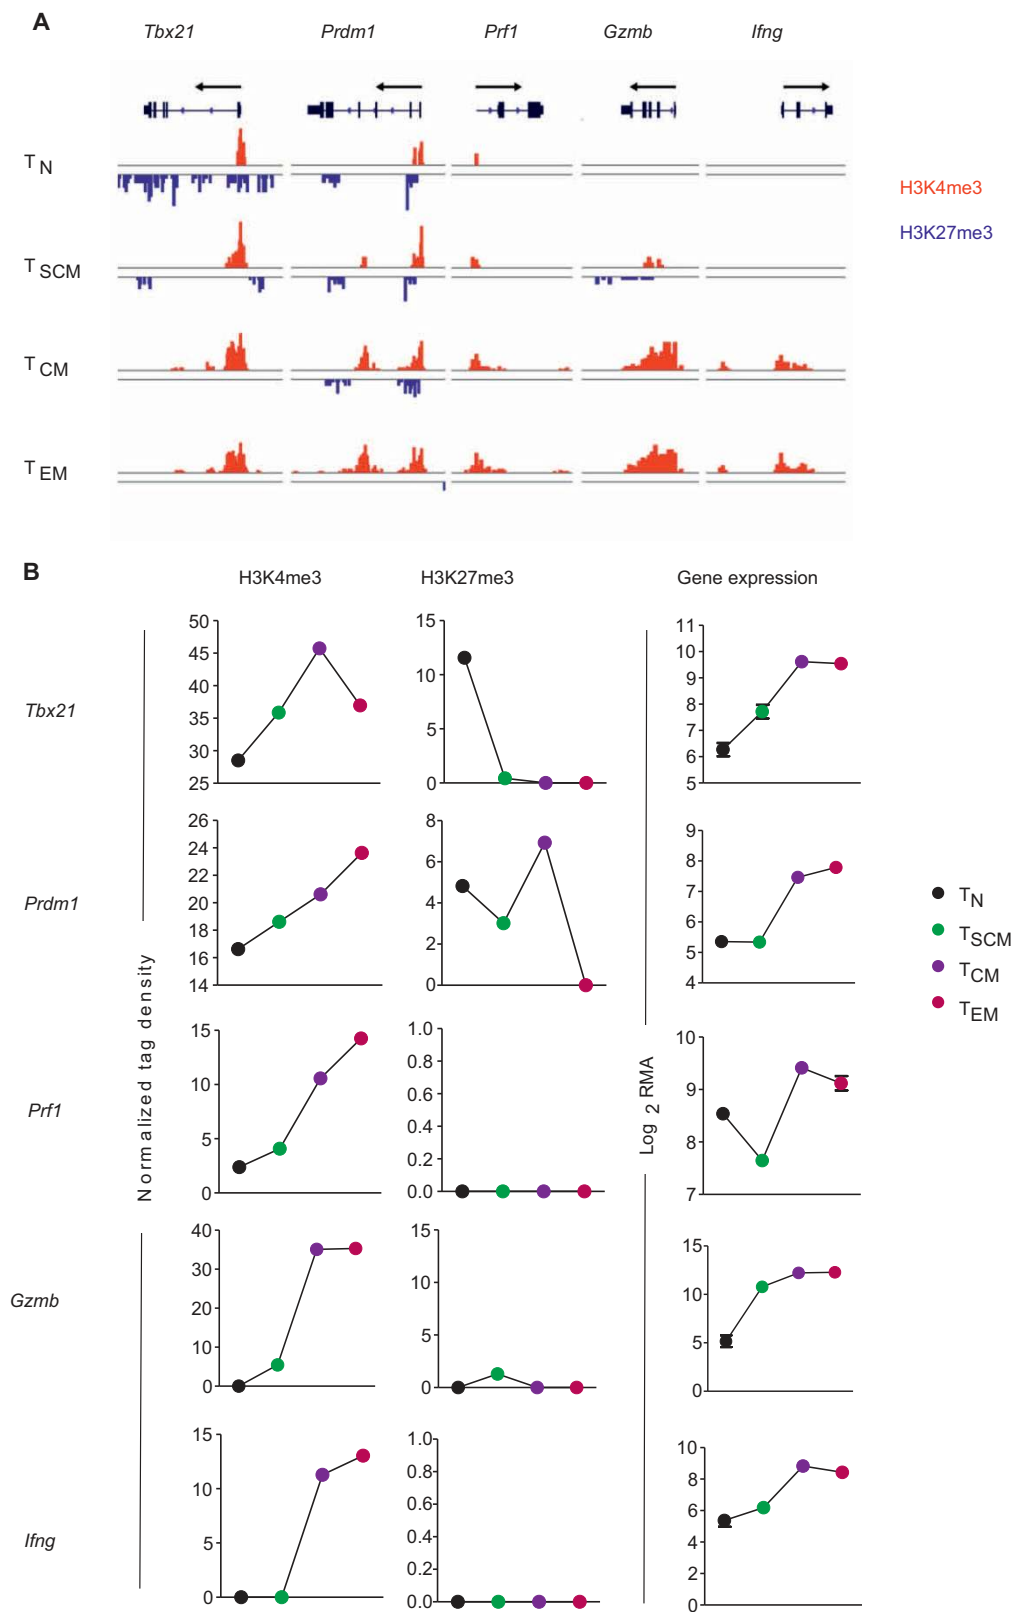 A
Tbx21 Prdm1 Prf1 Gzmb Ifng
TN
H3K4me3
H3K27me3
TSCM
TCM
TEM
B
H3K4me3 H3K27me3 Gene expression
Tbx21
50 45 40 35 30 25
15 10 5 0
11 10 9 8 7 6 5
Prdm1
26 24 22 20 18 16 14
8 6 4 2 0
9 8 7 6 5 4
TN
TSCM
TCM
TEM
Normalized tag density
Log 2 RMA
Prf1
15 10 5 0
1.0 0.8 0.6 0.4 0.2 0.0
10 9 8 7
Gzmb
40 30 20 10 0
15 10 5 0
15 10 5 0
Ifng
15 10 5 0
1.0 0.8 0.6 0.4 0.2 0.0
10 8 6 4 2 0